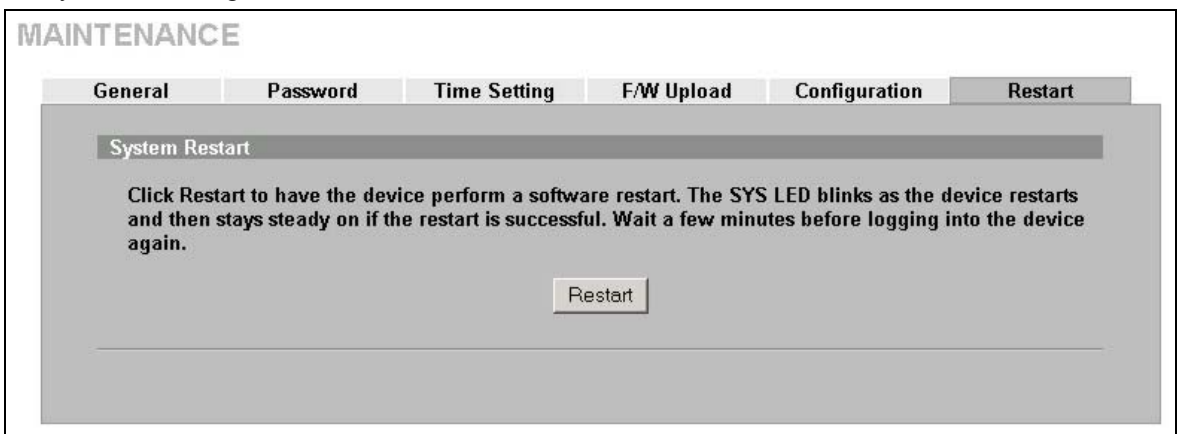 MAINTENANCE
General Password Time Setting F/W Upload Configuration Restart
System Restart
Click Restart to have the device perform a software restart. The SYS LED blinks as the device restarts
and then stays steady on if the restart is successful. Wait a few minutes before logging into the device
again.
Restart